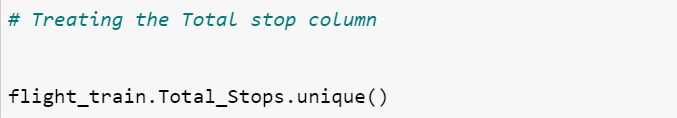 # Treating the Total stop column
flight_train.Total_Stops.unique()